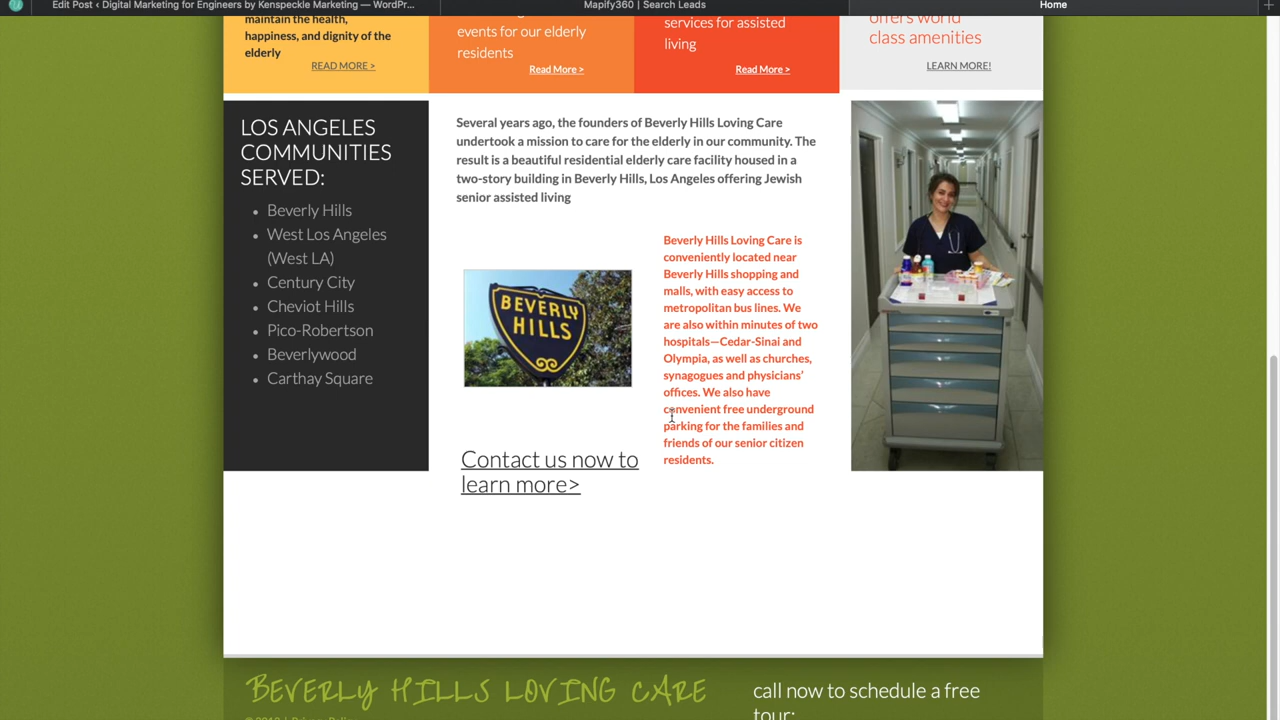 Edit Post ‹ Digital Marketing for Engineers by Kenspeckle Marketing — WordPr...
Mapify360 | Search Leads
Home
maintain the health,
happiness, and dignity of the
elderly
READ MORE >
events for our elderly
residents
Read More >
services for assisted
living
Read More >
offers world
class amenities
LEARN MORE!
LOS ANGELES
COMMUNITIES
SERVED:
• Beverly Hills
• West Los Angeles
(West LA)
• Century City
• Cheviot Hills
• Pico-Robertson
• Beverlywood
• Carthay Square
Several years ago, the founders of Beverly Hills Loving Care
undertook a mission to care for the elderly in our community. The
result is a beautiful residential elderly care facility housed in a
two-story building in Beverly Hills, Los Angeles offering Jewish
senior assisted living
BEVERLY
HILLS
Contact us now to
learn more>
Beverly Hills Loving Care is
conveniently located near
Beverly Hills shopping and
malls, with easy access to
metropolitan bus lines. We
are also within minutes of two
hospitals—Cedar-Sinai and
Olympia, as well as churches,
synagogues and physicians’
offices. We also have
convenient free underground
parking for the families and
friends of our senior citizen
residents.
BEVERLY HILLS LOVING CARE
call now to schedule a free
tour: